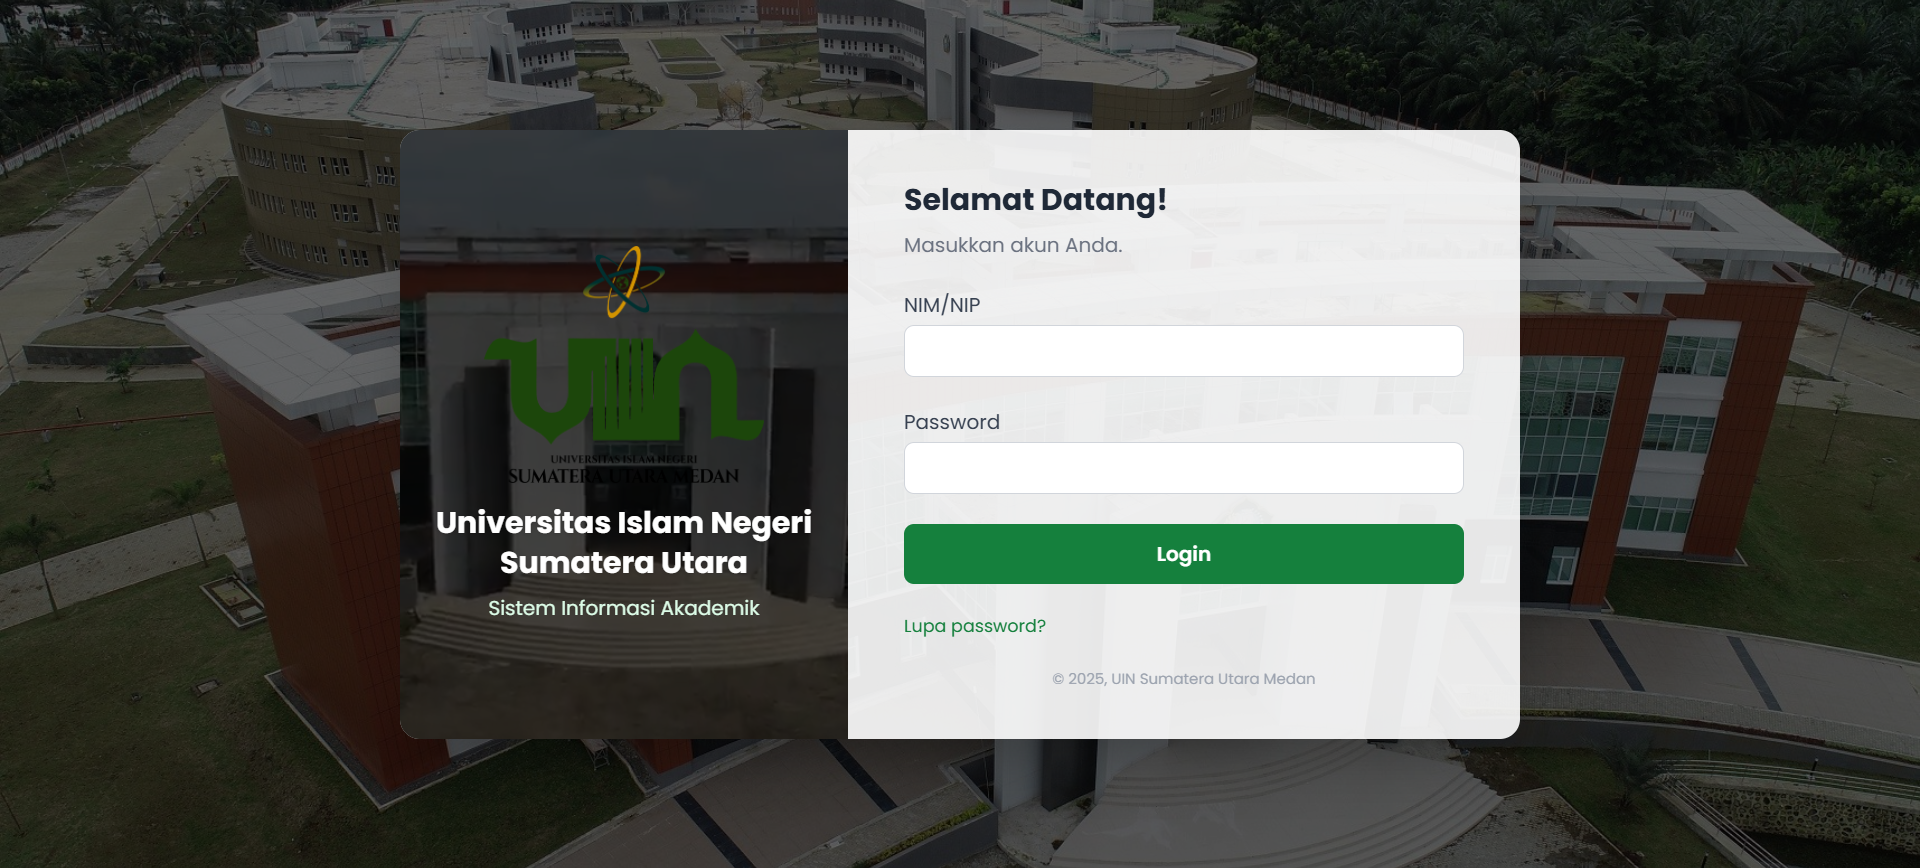 UIN
UNIVERSITAS ISLAM NEGERI
SUMATERA UTARA MEDAN
Universitas Islam Negeri
Sumatera Utara
Sistem Informasi Akademik
Selamat Datang!
Masukkan akun Anda.
NIM/NIP
Password
Login
Lupa password?
© 2025, UIN Sumatera Utara Medan